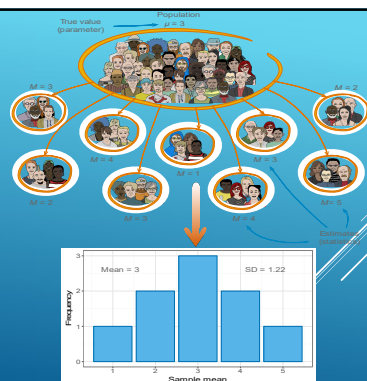 Population
True value
(parameter)
μ = 3
M = 3
M = 2
M = 4
M = 3
M = 1
M = 2
M = 5
M = 3
M = 4
Estimates
(statistics)
Mean = 3
SD = 1.22
Frequency
3
2
1
0
1
2
3
4
5
Sample mean